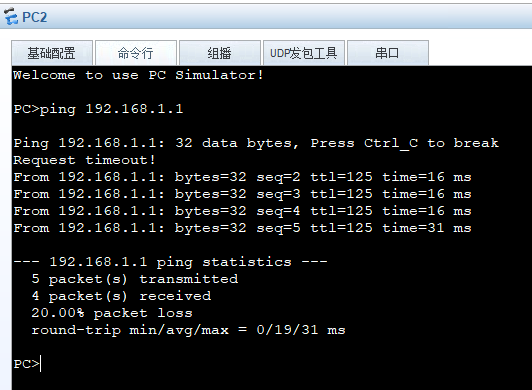 PC2
基础配置 命令行 组播 UDP发包工具 串口
Welcome to use PC Simulator!
PC>ping 192.168.1.1
Ping 192.168.1.1: 32 data bytes, Press Ctrl_C to break
Request timeout!
From 192.168.1.1: bytes=32 seq=2 ttl=125 time=16 ms
From 192.168.1.1: bytes=32 seq=3 ttl=125 time=16 ms
From 192.168.1.1: bytes=32 seq=4 ttl=125 time=16 ms
From 192.168.1.1: bytes=32 seq=5 ttl=125 time=31 ms
--- 192.168.1.1 ping statistics ---
5 packet(s) transmitted
4 packet(s) received
20.00% packet loss
round-trip min/avg/max = 0/19/31 ms
PC>